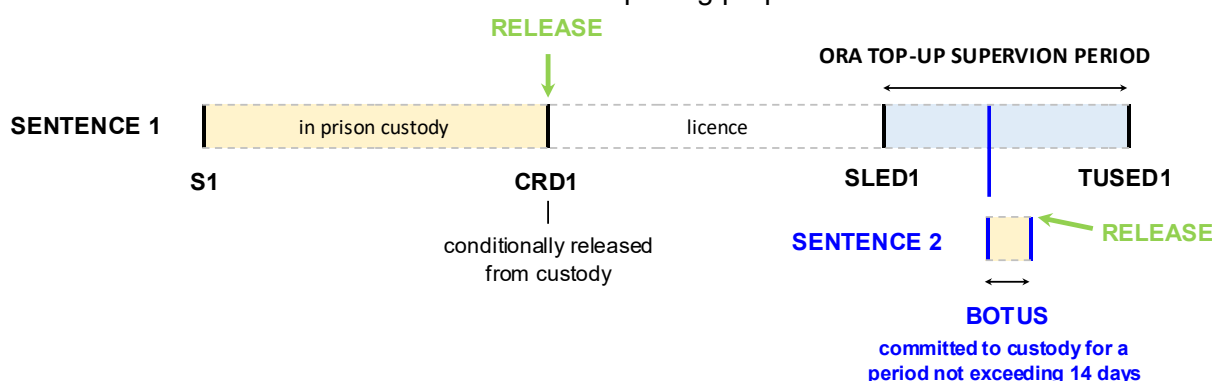 RELEASE
ORA TOP-UP SUPERVION PERIOD
SENTENCE 1
in prison custody
licence
S1
CRD1
SLED1
TUSED1
conditionally released
from custody
SENTENCE 2
RELEASE
BOTUS
committed to custody for a
period not exceeding 14 days